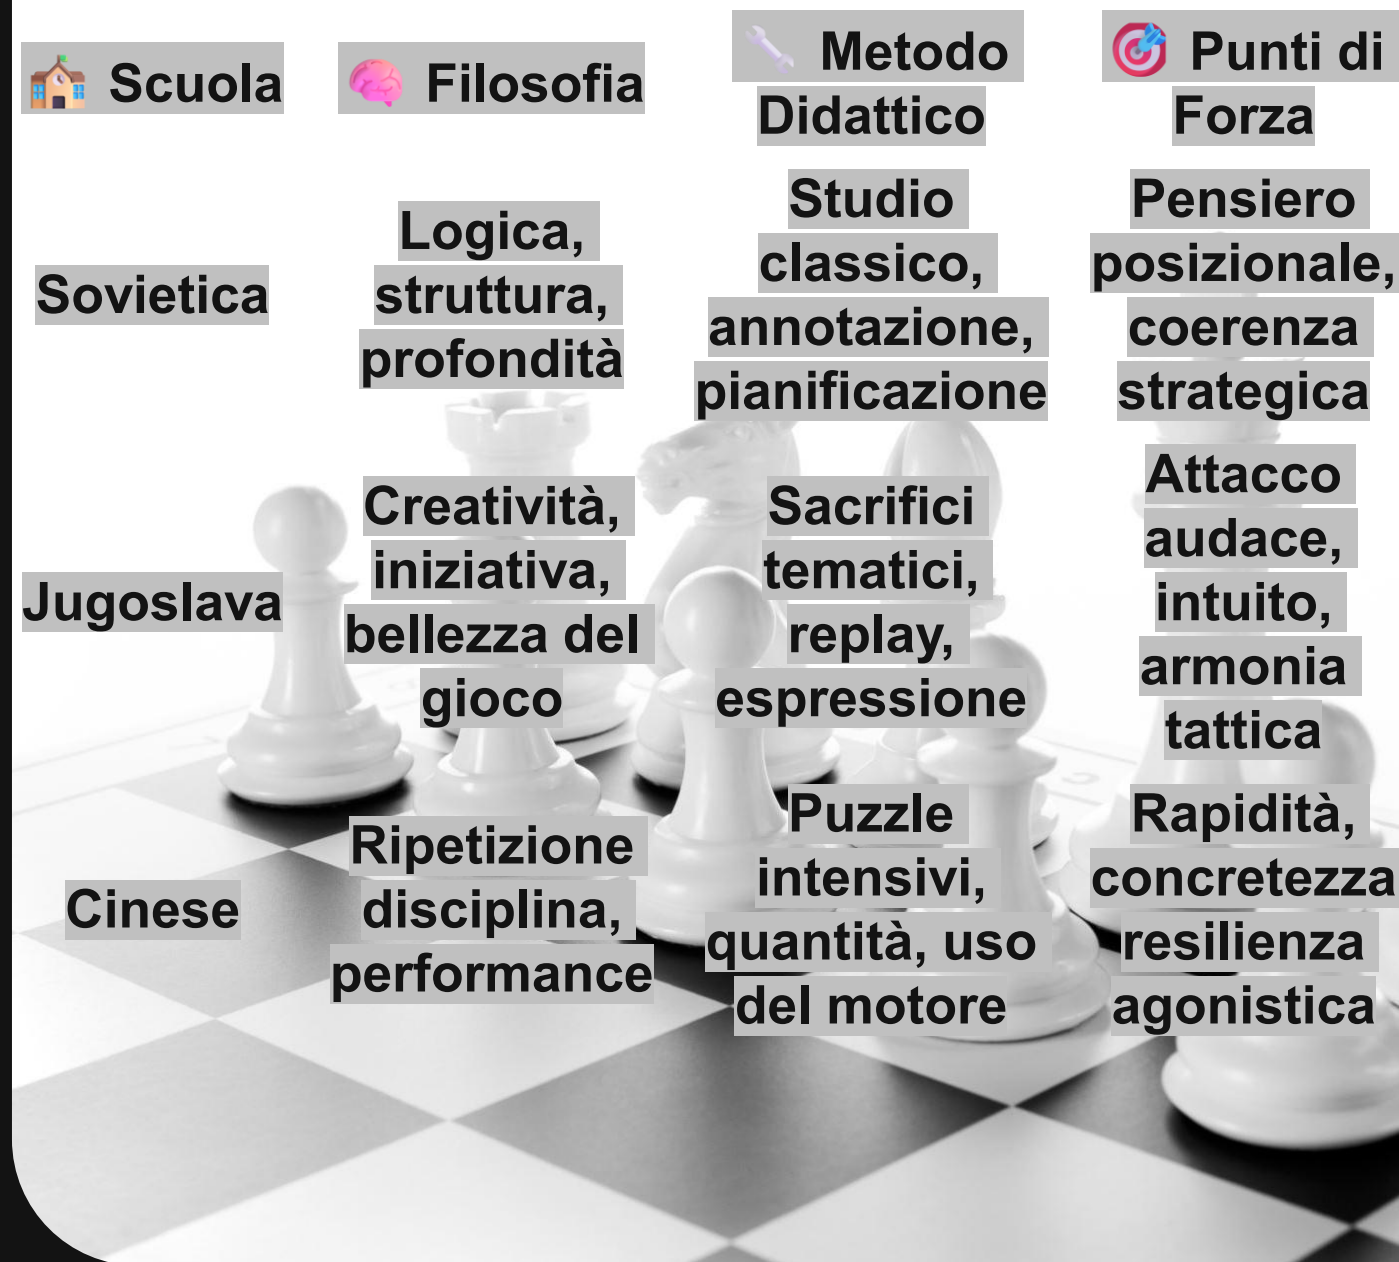 🏫 Scuola
🧠 Filosofia
🔧 Metodo
Didattico
🎯 Punti di
Forza
Sovietica
Logica,
struttura,
profondità
Studio
classico,
annotazione,
pianificazione
Pensiero
posizionale,
coerenza
strategica
Jugoslava
Creatività,
iniziativa,
bellezza del
gioco
Sacrifici
tematici,
replay,
espressione
Attacco
audace,
intuito,
armonia
tattica
Cinese
Ripetizione
disciplina,
performance
Puzzle
intensivi,
quantità, uso
del motore
Rapidità,
concretezza
resilienza
agonistica